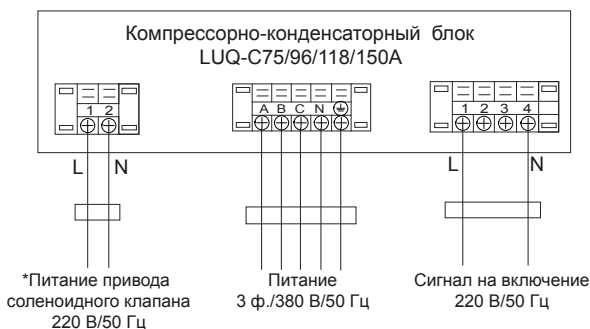 Компрессорно-конденсаторный блок
LUQ-C75/96/118/150A
1 2
A B C N
1 2 3 4
L N
L N
*Питание привода
соленоидного клапана
220 В/50 Гц
Питание
3 ф./380 В/50 Гц
Сигнал на включение
220 В/50 Гц